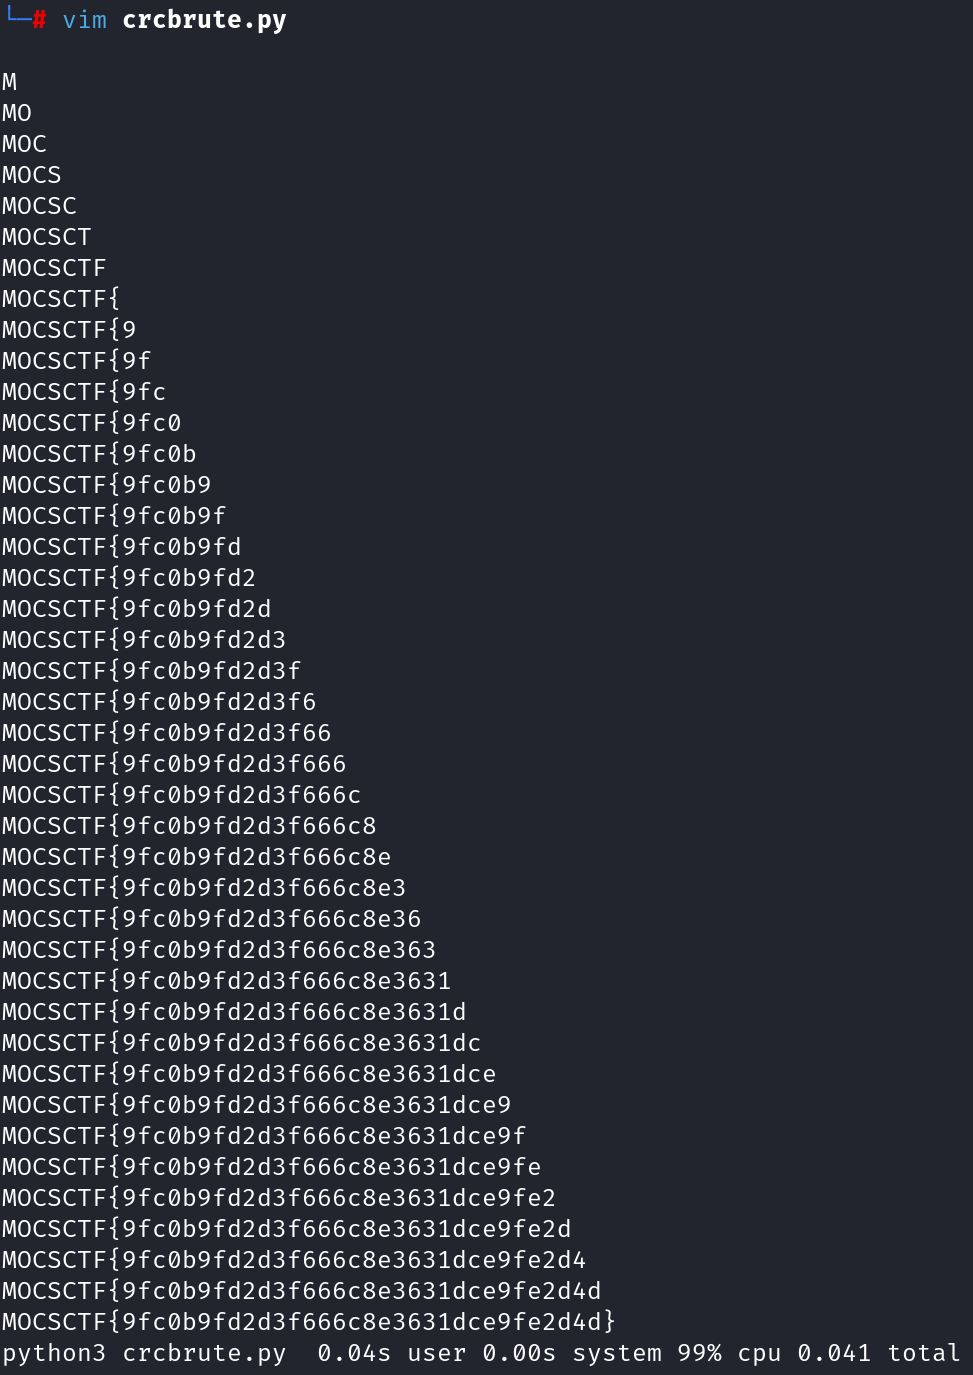 └─# vim crcbrute.py
M
MO
MOC
MOCS
MOCSC
MOCSCT
MOCSCTF
MOCSCTF{
MOCSCTF{9
MOCSCTF{9f
MOCSCTF{9fc
MOCSCTF{9fc0
MOCSCTF{9fc0b
MOCSCTF{9fc0b9
MOCSCTF{9fc0b9f
MOCSCTF{9fc0b9fd
MOCSCTF{9fc0b9fd2
MOCSCTF{9fc0b9fd2d
MOCSCTF{9fc0b9fd2d3
MOCSCTF{9fc0b9fd2d3f
MOCSCTF{9fc0b9fd2d3f6
MOCSCTF{9fc0b9fd2d3f66
MOCSCTF{9fc0b9fd2d3f666
MOCSCTF{9fc0b9fd2d3f666c
MOCSCTF{9fc0b9fd2d3f666c8
MOCSCTF{9fc0b9fd2d3f666c8e
MOCSCTF{9fc0b9fd2d3f666c8e3
MOCSCTF{9fc0b9fd2d3f666c8e36
MOCSCTF{9fc0b9fd2d3f666c8e363
MOCSCTF{9fc0b9fd2d3f666c8e3631
MOCSCTF{9fc0b9fd2d3f666c8e3631d
MOCSCTF{9fc0b9fd2d3f666c8e3631dc
MOCSCTF{9fc0b9fd2d3f666c8e3631dce
MOCSCTF{9fc0b9fd2d3f666c8e3631dce9
MOCSCTF{9fc0b9fd2d3f666c8e3631dce9f
MOCSCTF{9fc0b9fd2d3f666c8e3631dce9fe
MOCSCTF{9fc0b9fd2d3f666c8e3631dce9fe2
MOCSCTF{9fc0b9fd2d3f666c8e3631dce9fe2d
MOCSCTF{9fc0b9fd2d3f666c8e3631dce9fe2d4
MOCSCTF{9fc0b9fd2d3f666c8e3631dce9fe2d4d
MOCSCTF{9fc0b9fd2d3f666c8e3631dce9fe2d4d}
python3 crcbrute.py  0.04s user 0.00s system 99% cpu 0.041 total